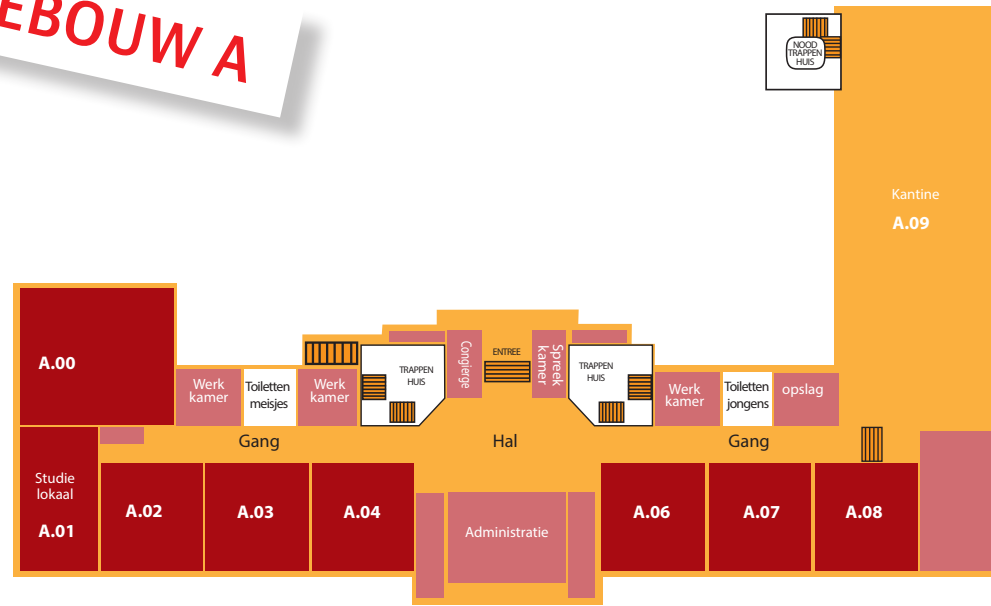 EBOUW A
NOOD
TRAPPEN
HUIS
Kantine
A.09
A.00
Werk
kamer
Toiletten
meisjes
Werk
kamer
TRAPPEN
HUIS
Congierge
ENTREE
Spreek
kamer
TRAPPEN
HUIS
Werk
kamer
Toiletten
jongens
opslag
Gang
Hal
Gang
Studie
lokaal
A.01
A.02
A.03
A.04
Administratie
A.06
A.07
A.08